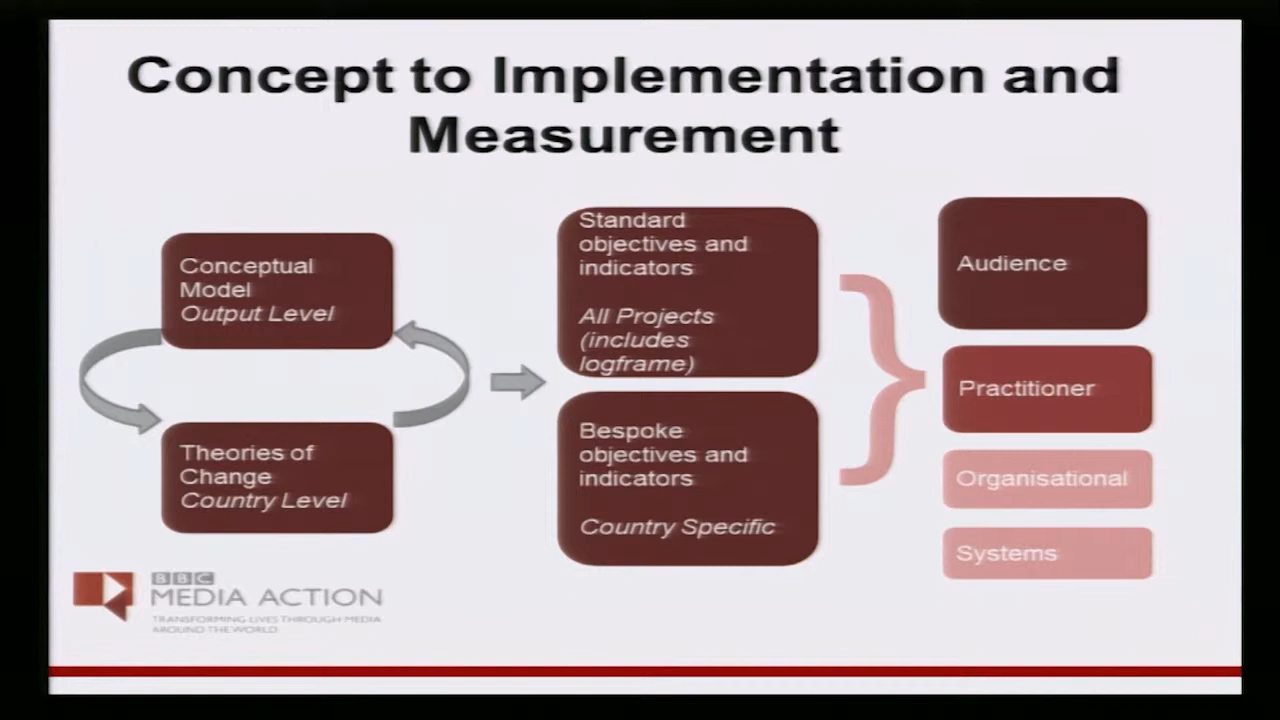 Concept to Implementation and
Measurement
Conceptual
Model
Output Level
Theories of
Change
Country Level
Standard
objectives and
indicators
All Projects
(includes
logframe)
Bespoke
objectives and
indicators
Country Specific
Audience
Practitioner
Organisational
Systems
BBC
MEDIA ACTION
TRANSFORMING LIVES THROUGH MEDIA
AROUND THE WORLD